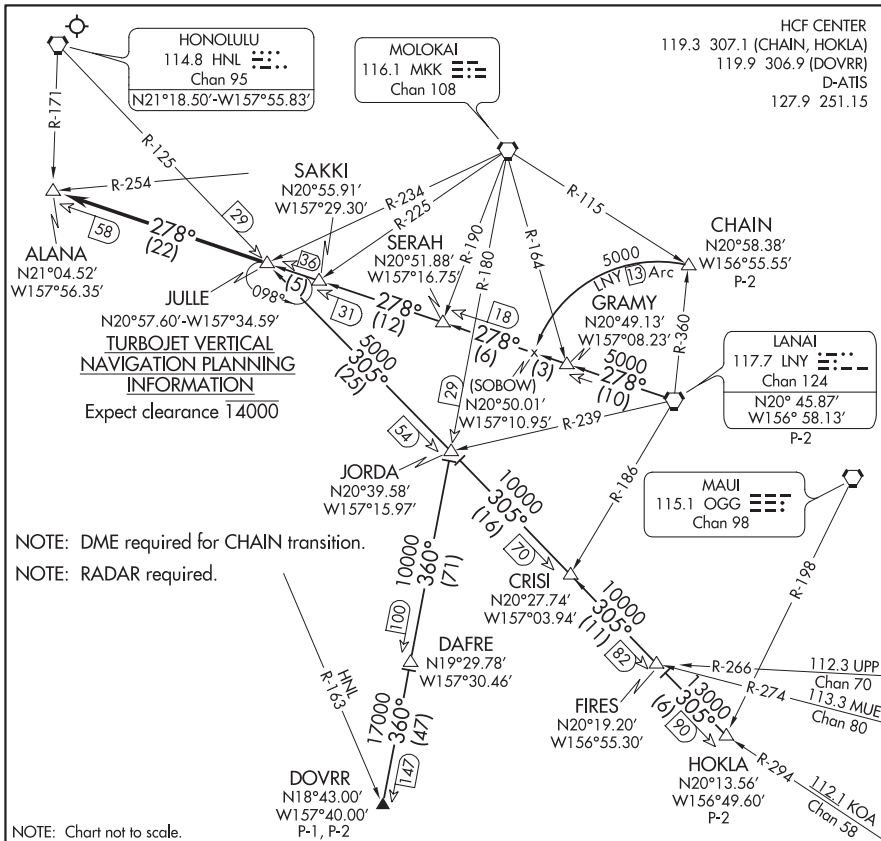 HCF CENTER
119.3 307.1 (CHAIN, HOKLA)
119.9 306.9 (DOVRR)
D-ATIS
127.9 251.15
HONOLULU
114.8 HNL
Chan 95
N21°18.50′-W157°55.83′
MOLOKAI
116.1 MKK
Chan 108
R-171
R-125
R-254
SAKKI
N20°55.91′
W157°29.30′
R-234
R-225
R-190
R-180
R-164
R-115
SERAH
N20°51.88′
W157°16.75′
CHAIN
N20°58.38′
W156°55.55′
P-2
5000
LNY 13 Arc
GRAMY
N20°49.13′
W157°08.23′
R-360
LANAI
117.7 LNY
Chan 124
N20° 45.87′
W156° 58.13′
P-2
58
278°
(22)
29
ALANA
N21°04.52′
W157°56.35′
JULLE
N20°57.60′-W157°34.59′
36
(5)
098°
31
278°
(12)
18
278°
(6)
(3)
5000
278°
(10)
(SOBOW)
N20°50.01′
W157°10.95′
TURBOJET VERTICAL
NAVIGATION PLANNING
INFORMATION
Expect clearance 14000
5000
305°
(25)
29
54
R-239
R-186
JORDA
N20°39.58′
W157°15.97′
MAUI
115.1 OGG
Chan 98
R-198
NOTE: DME required for CHAIN transition.
NOTE: RADAR required.
10000
305°
(16)
70
CRISI
N20°27.74′
W157°03.94′
10000
360°
(71)
100
10000
305°
(11)
82
DAFRE
N19°29.78′
W157°30.46′
FIRES
N20°19.20′
W156°55.30′
R-266
112.3 UPP
Chan 70
R-274
113.3 MUE
Chan 80
13000
305°
(6)
90
HOKLA
N20°13.56′
W156°49.60′
P-2
R-294
112.1 KOA
Chan 58
HNL
R-163
17000
360°
(47)
147
DOVRR
N18°43.00′
W157°40.00′
P-1, P-2
NOTE: Chart not to scale.